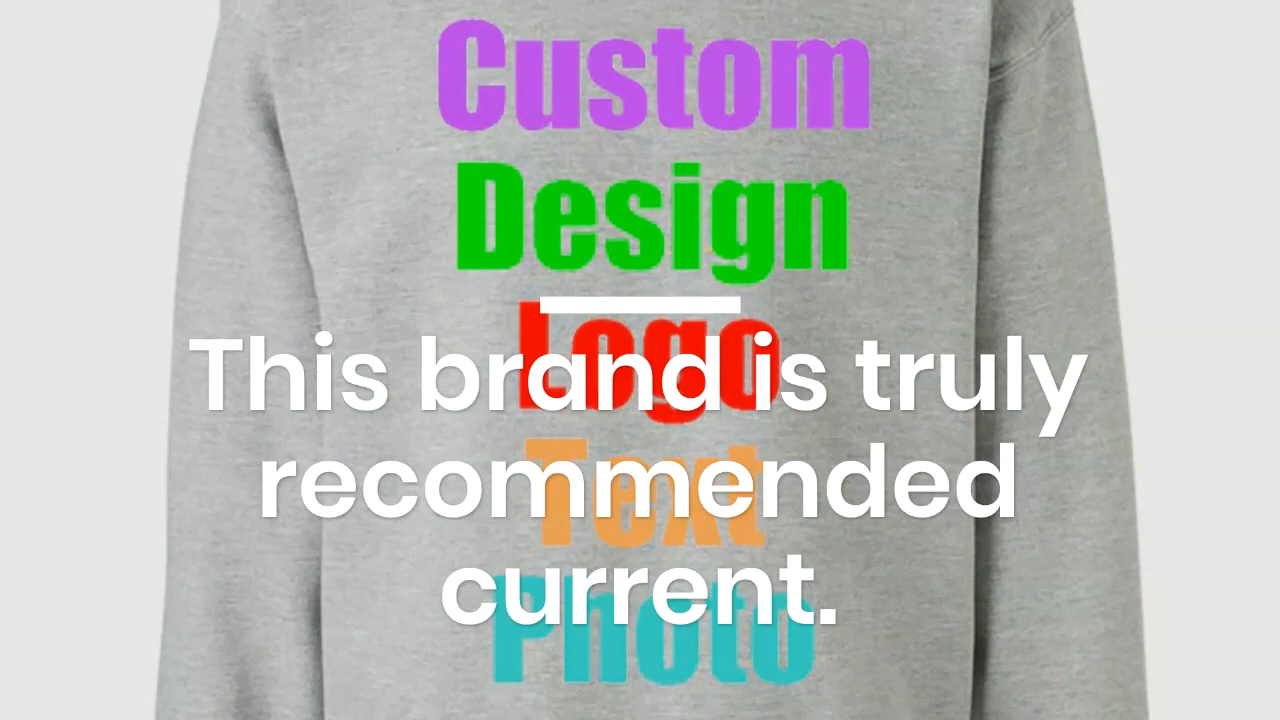 Custom
Design
Logo
This brand is truly
recommended
Text
current.
Photo